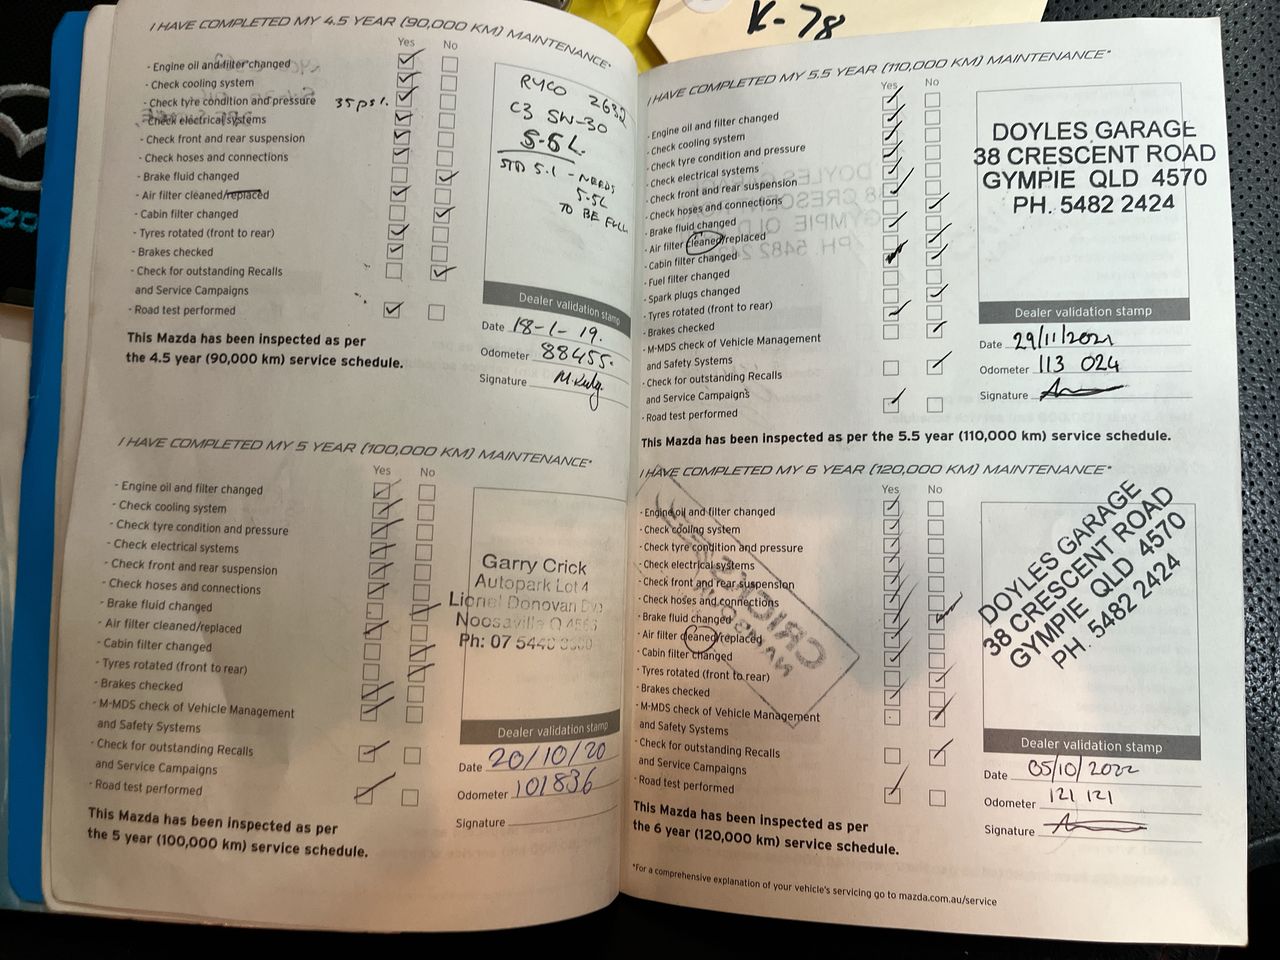 K-78
I HAVE COMPLETED MY 4.5 YEAR (90,000 KM) MAINTENANCE*
Yes No
- Engine oil and filter changed
- Check cooling system
- Check tyre condition and pressure 35psi.
- Check electrical systems
- Check front and rear suspension
- Check hoses and connections
- Brake fluid changed
- Air filter cleaned/replaced
- Cabin filter changed
- Tyres rotated (front to rear)
- Brakes checked
- Check for outstanding Recalls
and Service Campaigns
- Road test performed
This Mazda has been inspected as per
the 4.5 year (90,000 km) service schedule.
RYCO 2632
C3 5W-30
5.5L
STD 5.1 - NEEDS
5.5L
TO BE FULL
Dealer validation stamp
Date 18-1-19.
Odometer 88455.
Signature
I HAVE COMPLETED MY 5 YEAR (100,000 KM) MAINTENANCE*
Yes No
- Engine oil and filter changed
- Check cooling system
- Check tyre condition and pressure
- Check electrical systems
- Check front and rear suspension
- Check hoses and connections
- Brake fluid changed
- Air filter cleaned/replaced
- Cabin filter changed
- Tyres rotated (front to rear)
- Brakes checked
- M-MDS check of Vehicle Management
and Safety Systems
- Check for outstanding Recalls
and Service Campaigns
- Road test performed
This Mazda has been inspected as per
the 5 year (100,000 km) service schedule.
Garry Crick
Autopark Lot 4
Lionel Donovan
Noosaville Q
Ph: 07
Dealer validation stamp
Date 20/10/20
Odometer 101836
Signature
I HAVE COMPLETED MY 5.5 YEAR (110,000 KM) MAINTENANCE*
Yes No
- Engine oil and filter changed
- Check cooling system
- Check tyre condition and pressure
- Check electrical systems
- Check front and rear suspension
- Check hoses and connections
- Brake fluid changed
- Air filter cleaned/replaced
- Cabin filter changed
- Fuel filter changed
- Spark plugs changed
- Tyres rotated (front to rear)
- Brakes checked
- M-MDS check of Vehicle Management
and Safety Systems
- Check for outstanding Recalls
and Service Campaigns
- Road test performed
DOYLES GARAGE
38 CRESCENT ROAD
GYMPIE QLD 4570
PH. 5482 2424
Dealer validation stamp
Date 29/11/2021
Odometer 113 024
Signature
This Mazda has been inspected as per the 5.5 year (110,000 km) service schedule.
I HAVE COMPLETED MY 6 YEAR (120,000 KM) MAINTENANCE*
Yes No
- Engine oil and filter changed
- Check cooling system
- Check tyre condition and pressure
- Check electrical systems
- Check front and rear suspension
- Check hoses and connections
- Brake fluid changed
- Air filter cleaned/replaced
- Cabin filter changed
- Tyres rotated (front to rear)
- Brakes checked
- M-MDS check of Vehicle Management
and Safety Systems
- Check for outstanding Recalls
and Service Campaigns
- Road test performed
This Mazda has been inspected as per
the 6 year (120,000 km) service schedule.
DOYLES GARAGE
38 CRESCENT ROAD
GYMPIE QLD 4570
PH. 5482 2424
Dealer validation stamp
Date 05/10/2022
Odometer 121 121
Signature
*For a comprehensive explanation of your vehicle's servicing go to mazda.com.au/service